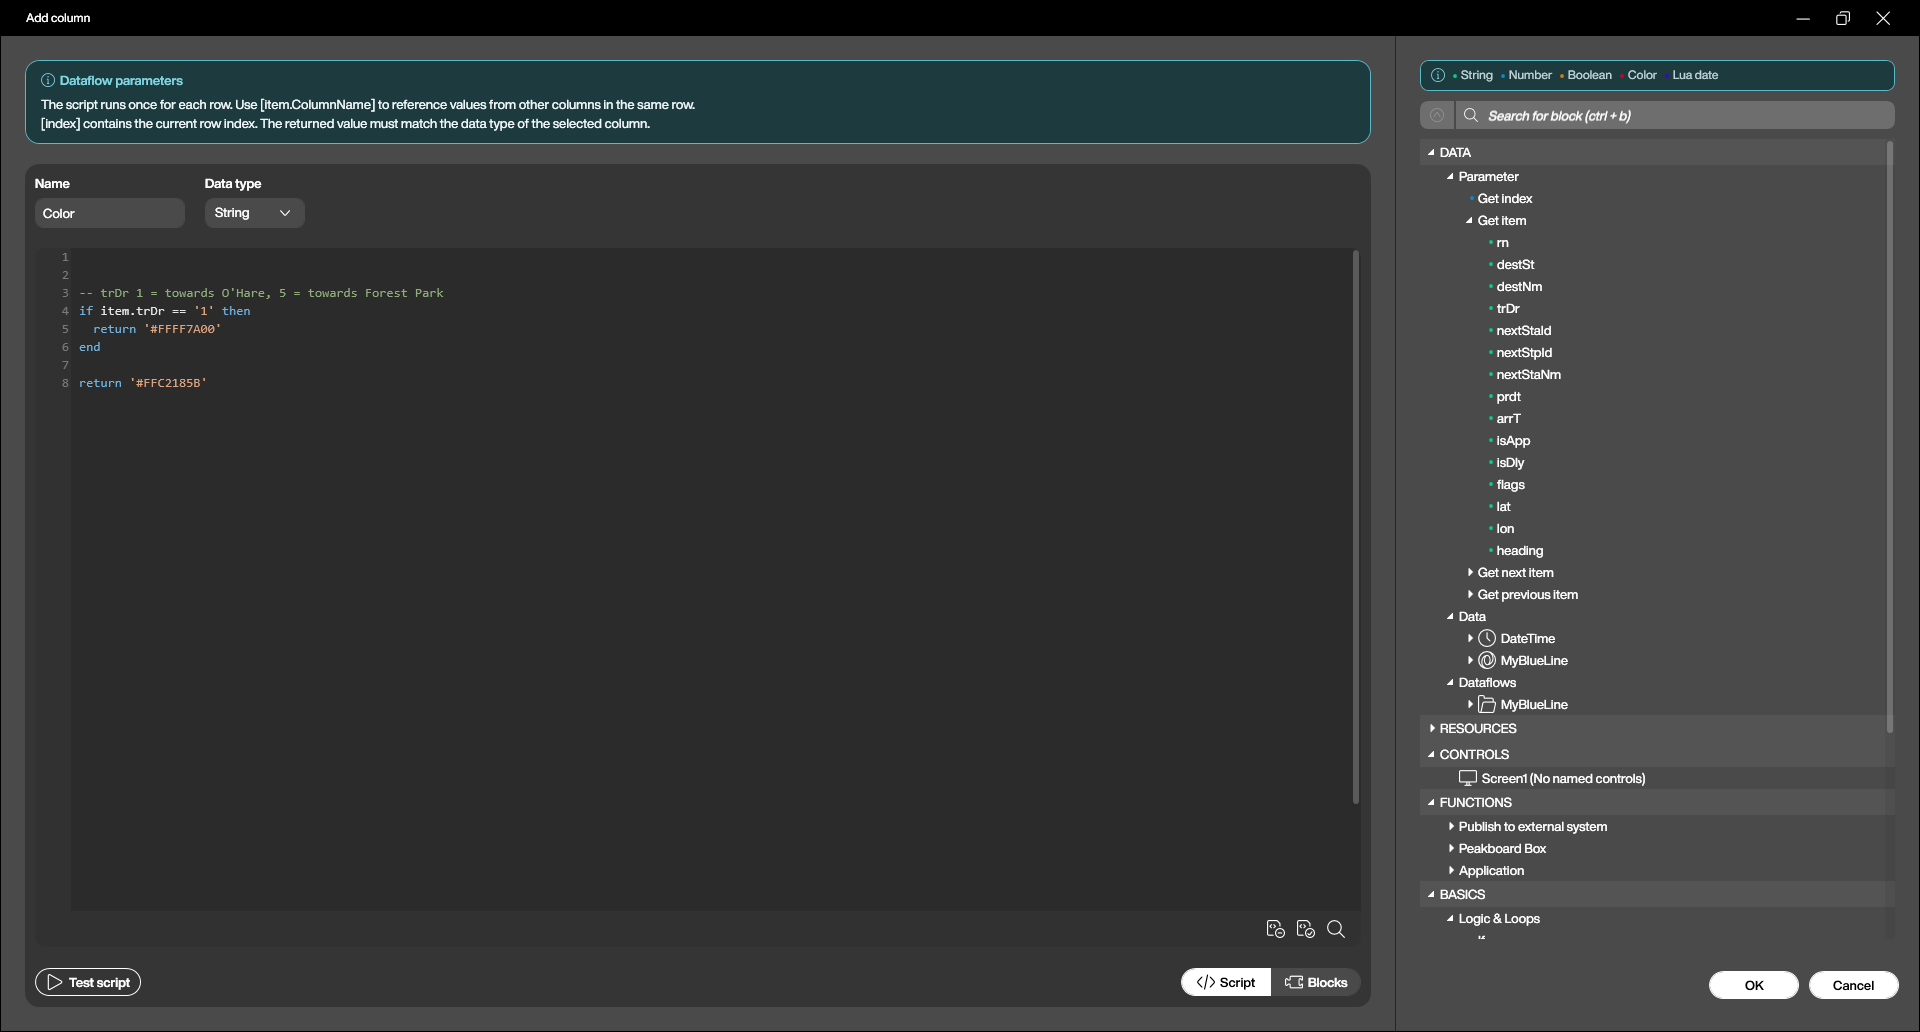 Add column
Dataflow parameters
The script runs once for each row. Use [item.ColumnName] to reference values from other columns in the same row.
[index] contains the current row index. The returned value must match the data type of the selected column.
Name
Data type
Color
String
1
2
3 -- trDr 1 = towards O'Hare, 5 = towards Forest Park
4 if item.trDr == '1' then
5 return '#FFFF7A00'
6 end
7
8 return '#FFC2185B'
Test script
</> Script
Blocks
String
Number
Boolean
Color
Lua date
Search for block (ctrl + b)
DATA
Parameter
Get index
Get item
rn
destSt
destNm
trDr
nextStaId
nextStpId
nextStaNm
prdt
arrT
isApp
isDly
flags
lat
lon
heading
Get next item
Get previous item
Data
DateTime
MyBlueLine
Dataflows
MyBlueLine
RESOURCES
CONTROLS
Screen1 (No named controls)
FUNCTIONS
Publish to external system
Peakboard Box
Application
BASICS
Logic & Loops
If
OK
Cancel